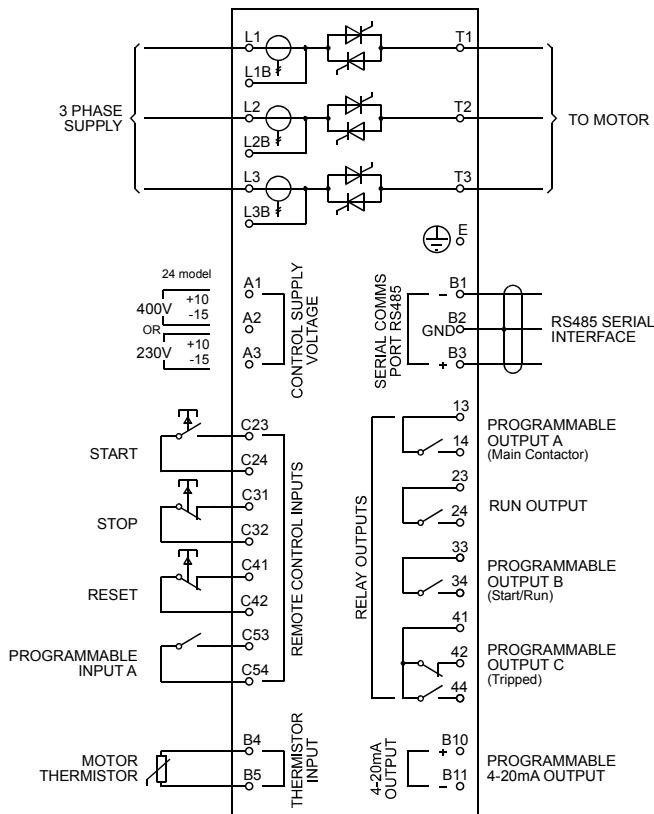 L1
T1
L1B
3 PHASE
SUPPLY
L2
T2
TO MOTOR
L2B
L3
T3
L3B
E
24 model
400V +10
-15
OR
230V +10
-15
A1
A2
A3
CONTROL SUPPLY
VOLTAGE
SERIAL COMMS
PORT RS485
- B1
GND B2
+ B3
RS485 SERIAL
INTERFACE
START
C23
C24
STOP
C31
C32
RESET
C41
C42
PROGRAMMABLE
INPUT A
C53
C54
REMOTE CONTROL INPUTS
RELAY OUTPUTS
13
14
PROGRAMMABLE
OUTPUT A
(Main Contactor)
23
24
RUN OUTPUT
33
34
PROGRAMMABLE
OUTPUT B
(Start/Run)
41
42
44
PROGRAMMABLE
OUTPUT C
(Tripped)
MOTOR
THERMISTOR
B4
B5
THERMISTOR
INPUT
4-20mA
OUTPUT
+ B10
- B11
PROGRAMMABLE
4-20mA OUTPUT